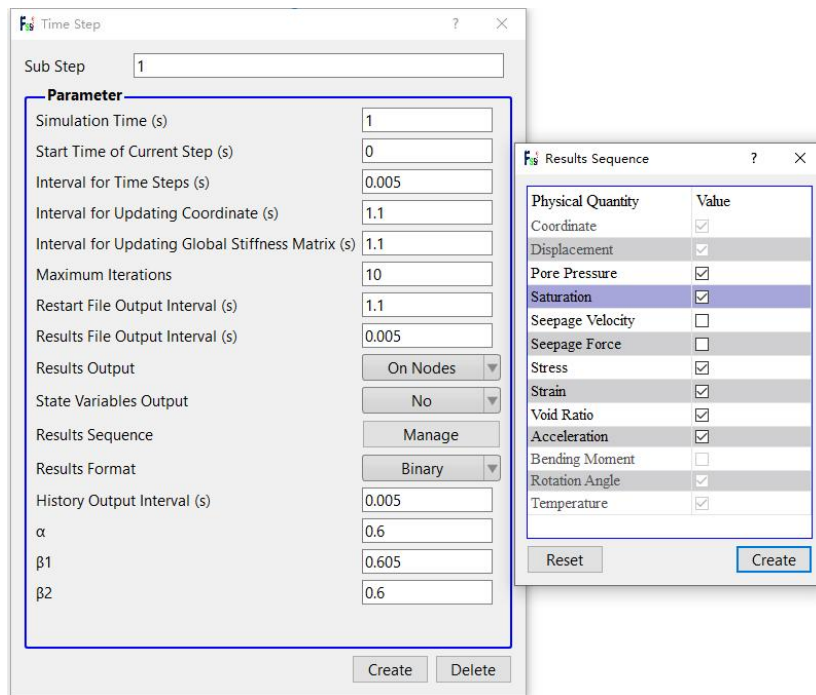 Time Step ? ×
Sub Step 1
Parameter
Simulation Time (s) 1
Start Time of Current Step (s) 0
Interval for Time Steps (s) 0.005
Interval for Updating Coordinate (s) 1.1
Interval for Updating Global Stiffness Matrix (s) 1.1
Maximum Iterations 10
Restart File Output Interval (s) 1.1
Results File Output Interval (s) 0.005
Results Output On Nodes
State Variables Output No
Results Sequence Manage
Results Format Binary
History Output Interval (s) 0.005
α 0.6
β1 0.605
β2 0.6
Create Delete
Results Sequence ? ×
Physical Quantity Value
Coordinate
Displacement
Pore Pressure
Saturation
Seepage Velocity
Seepage Force
Stress
Strain
Void Ratio
Acceleration
Bending Moment
Rotation Angle
Temperature
Reset Create